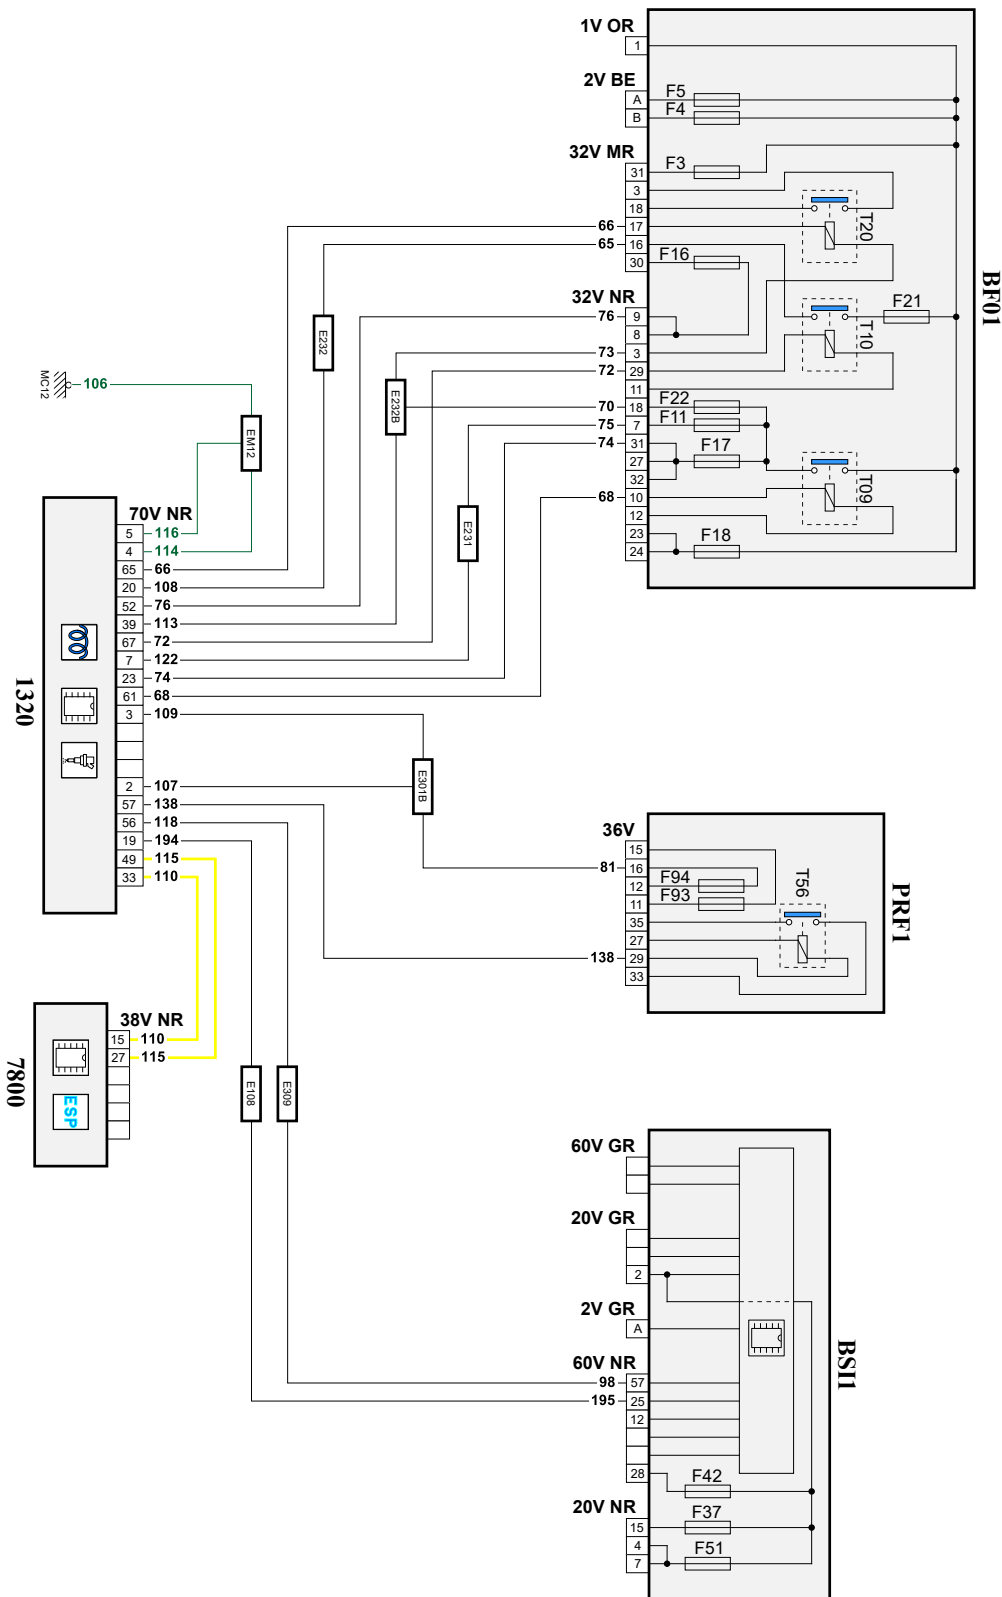 BF01
1V OR
1
2V BE
A F5
B F4
32V MR
31 F3
3
18
66 17
65 16
30 F16
T20
32V NR
76 9
8
73 3
72 29
11
T10
F21
70 18 F22
75 7 F11
74 31
27 F17
32
68 10
12
23
24 F18
T09
E232
E232B
E231
MC12
106
EM12
1320
70V NR
5 116
4 114
65 66
20 108
52 76
39 113
67 72
7 122
23 74
61 68
3 109
2 107
57 138
56 118
19 194
49 115
33 110
E301B
PRF1
36V
15
81 16
12 F94
11 F93
35
27
138 29
33
T56
7800
38V NR
15 110
27 115
ESP
E108
E309
BSI1
60V GR
20V GR
2
2V GR
A
60V NR
98 57
195 25
12
28 F42
20V NR
15 F37
4
7 F51